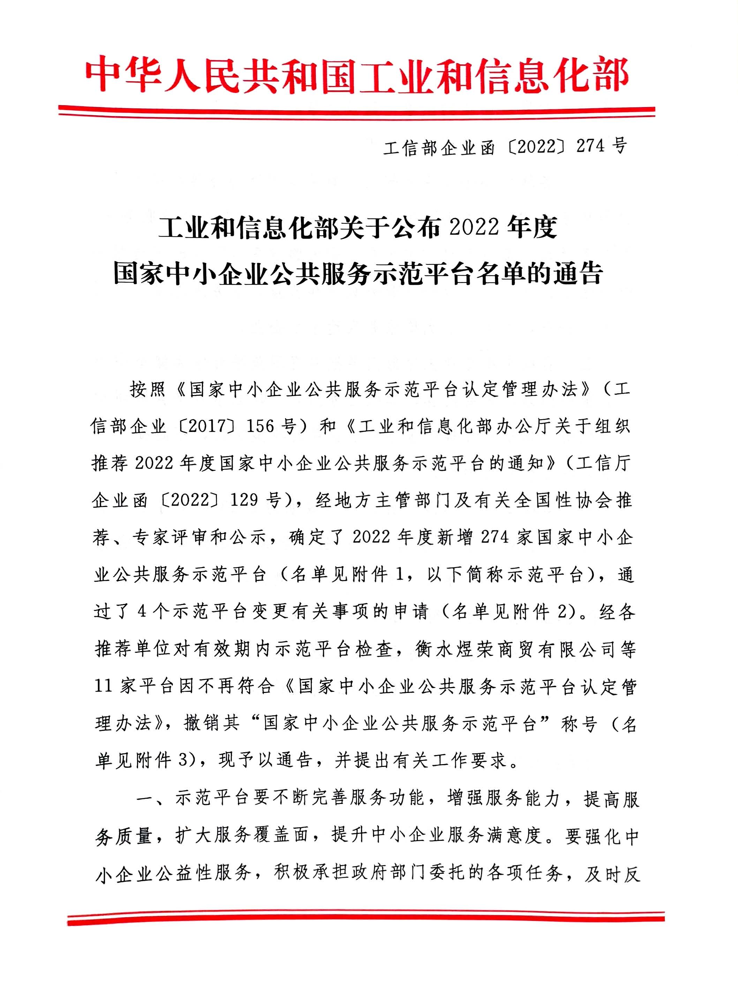 中华人民共和国工业和信息化部
工信部企业函〔2022〕274号
工业和信息化部关于公布2022年度
国家中小企业公共服务示范平台名单的通告
按照《国家中小企业公共服务示范平台认定管理办法》（工
信部企业〔2017〕156号）和《工业和信息化部办公厅关于组织
推荐2022年度国家中小企业公共服务示范平台的通知》（工信厅
企业函〔2022〕129号），经地方主管部门及有关全国性协会推
荐、专家评审和公示，确定了2022年度新增274家国家中小企
业公共服务示范平台（名单见附件1，以下简称示范平台），通
过了4个示范平台变更有关事项的申请（名单见附件2）。经各
推荐单位对有效期内示范平台检查，衡水煜荣商贸有限公司等
11家平台因不再符合《国家中小企业公共服务示范平台认定管
理办法》，撤销其“国家中小企业公共服务示范平台”称号（名
单见附件3），现予以通告，并提出有关工作要求。
一、示范平台要不断完善服务功能，增强服务能力，提高服
务质量，扩大服务覆盖面，提升中小企业服务满意度。要强化中
小企业公益性服务，积极承担政府部门委托的各项任务，及时反